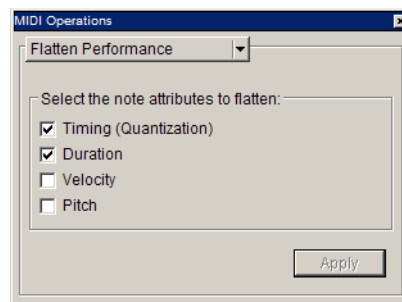 MIDI Operations
Flatten Performance
Select the note attributes to flatten:
Timing (Quantization)
Duration
Velocity
Pitch
Apply